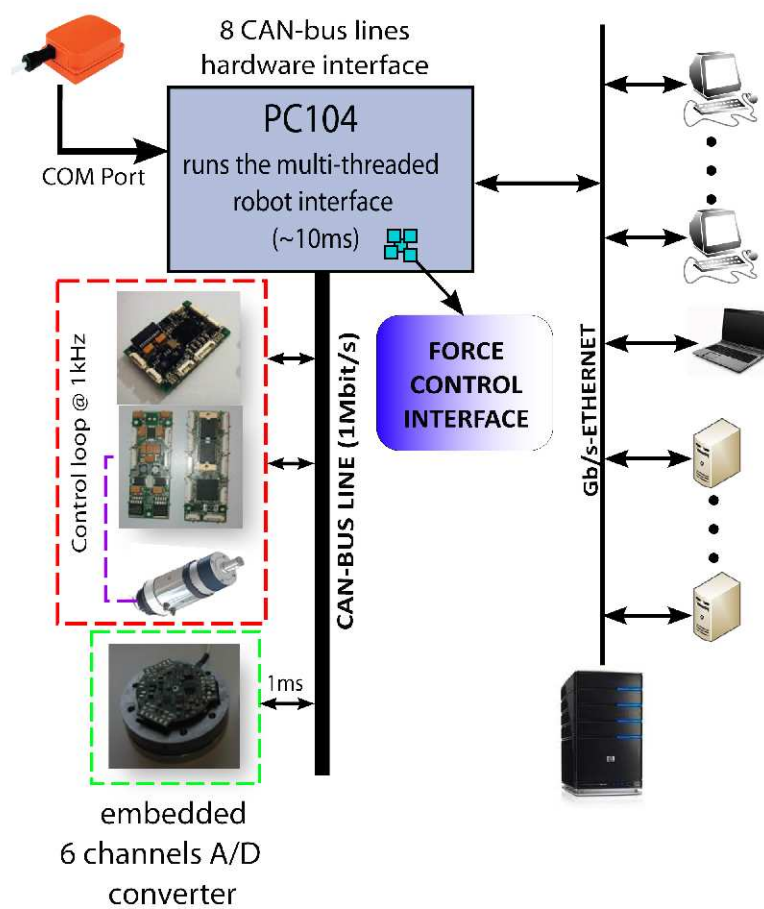 8 CAN-bus lines
hardware interface
PC104
runs the multi-threaded
robot interface
(~10ms)
COM Port
FORCE
CONTROL
INTERFACE
Control loop @ 1kHz
CAN-BUS LINE (1Mbit/s)
Gb/s-ETHERNET
1ms
embedded
6 channels A/D
converter